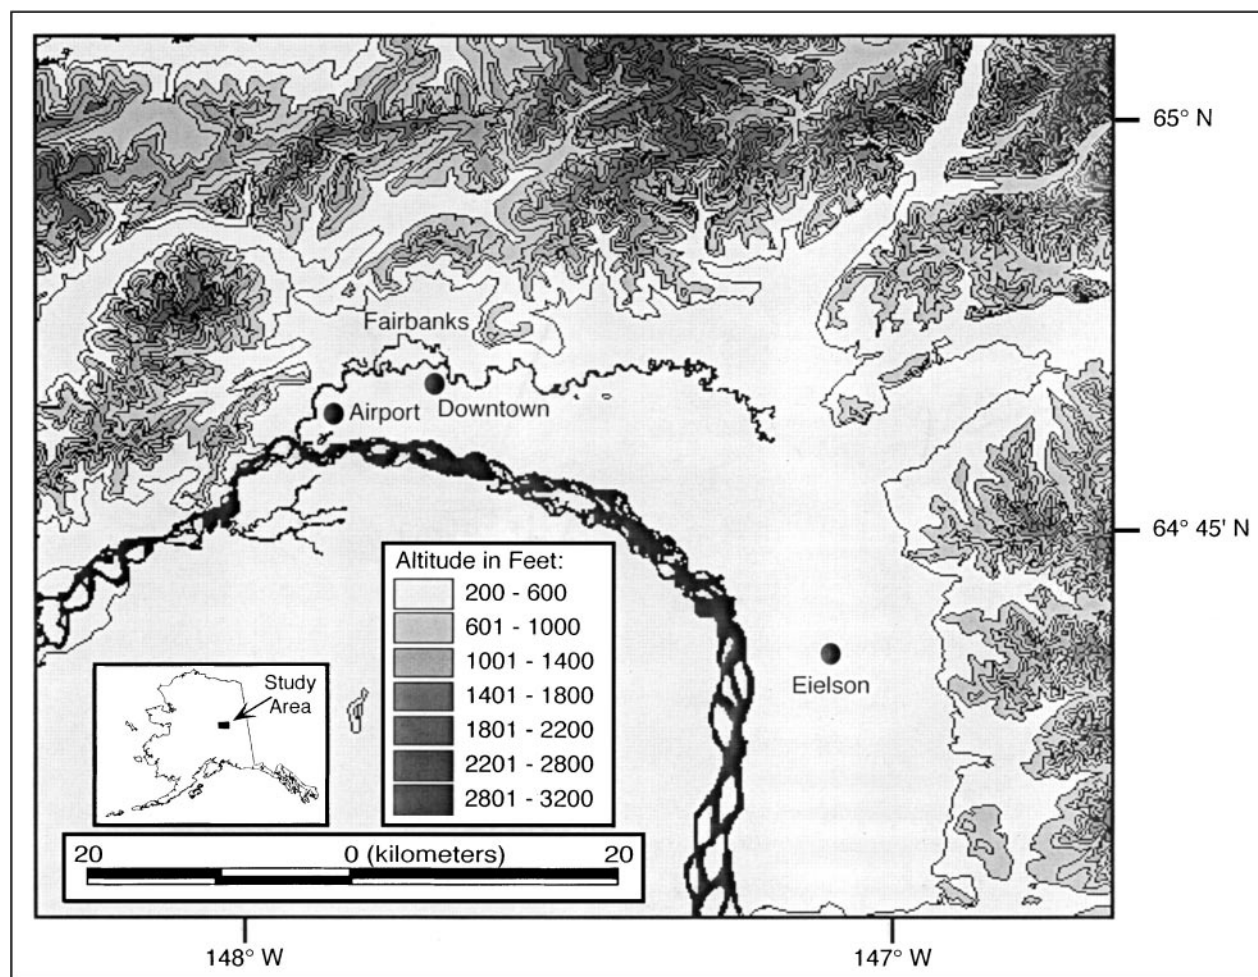 65° N
Fairbanks
Airport
Downtown
64° 45' N
Altitude in Feet:
200 - 600
601 - 1000
1001 - 1400
1401 - 1800
1801 - 2200
2201 - 2800
2801 - 3200
Eielson
Study
Area
20 0 (kilometers) 20
148° W
147° W